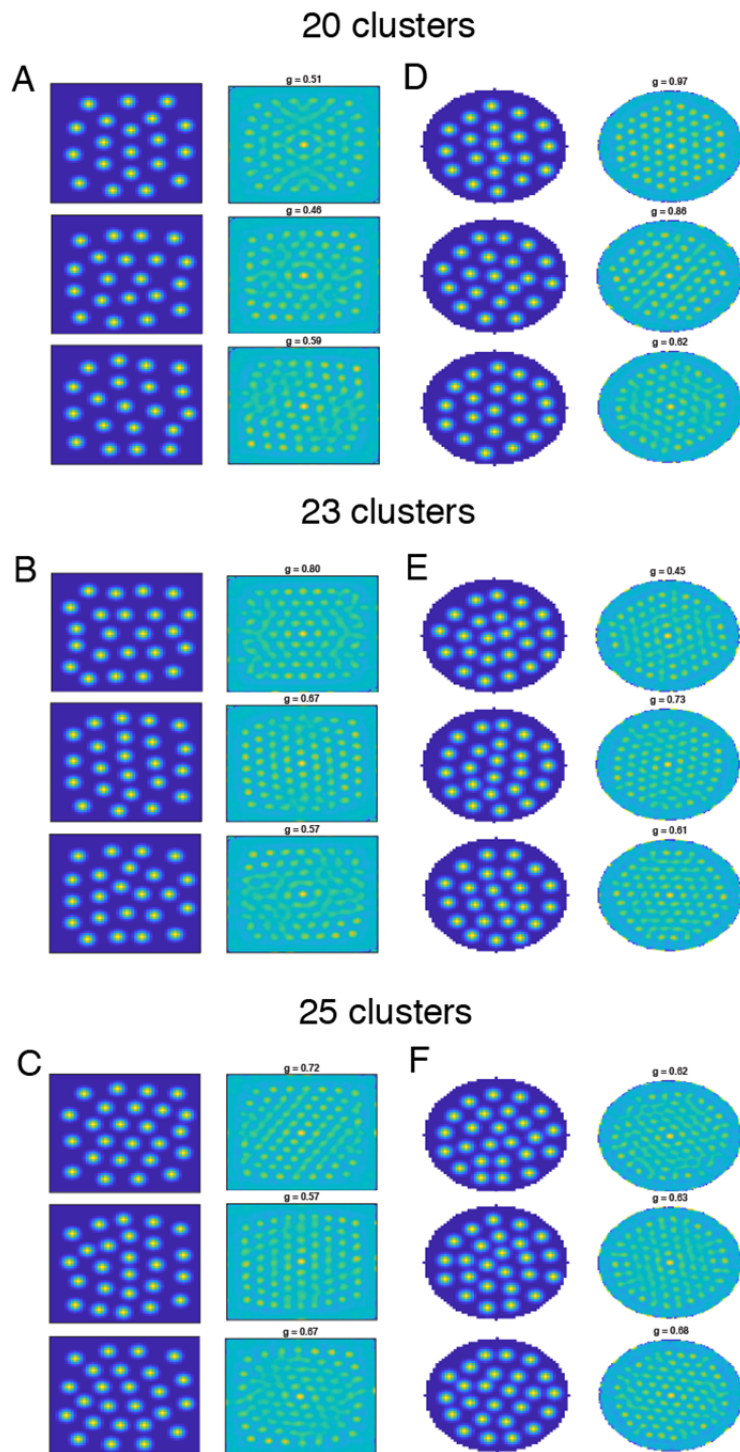 20 clusters
A
g = 0.51
g = 0.46
g = 0.59
D
g = 0.97
g = 0.86
g = 0.62
23 clusters
B
g = 0.80
g = 0.67
g = 0.57
E
g = 0.45
g = 0.73
g = 0.61
25 clusters
C
g = 0.72
g = 0.57
g = 0.67
F
g = 0.62
g = 0.63
g = 0.68